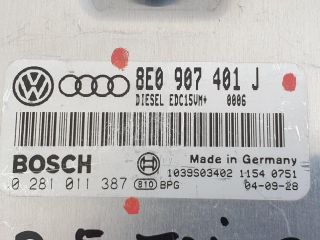 8E0 907 401 J
DIESEL EDC15VM+ 0006
BOSCH
Made in Germany
1039S03402 1154 0751
0 281 011 387 810 BPG 04-09-28